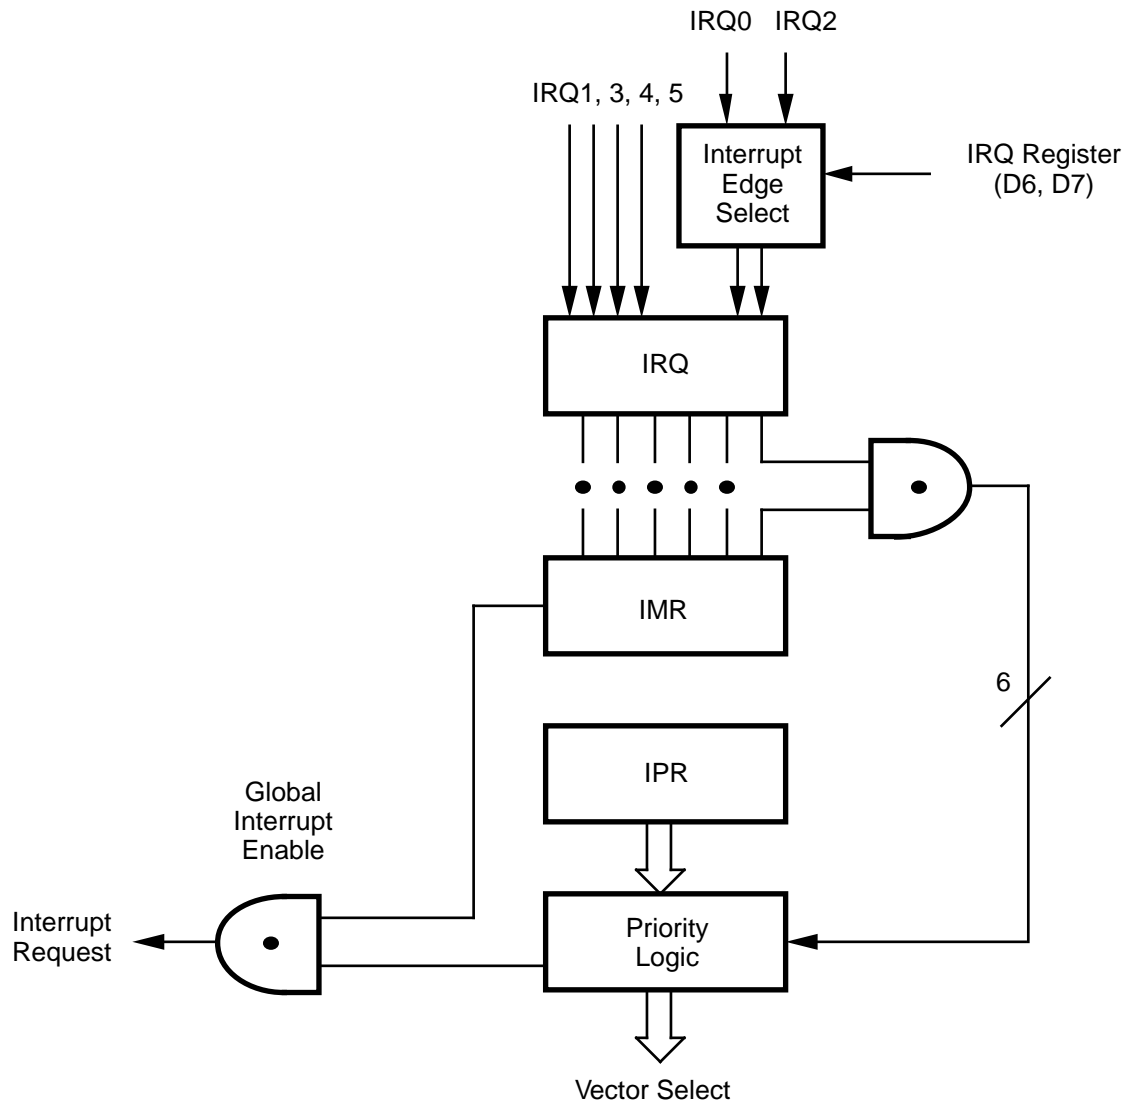 IRQ0 IRQ2
IRQ1, 3, 4, 5
Interrupt
Edge
Select
IRQ Register
(D6, D7)
IRQ
IMR
6
IPR
Global
Interrupt
Enable
Interrupt
Request
Priority
Logic
Vector Select